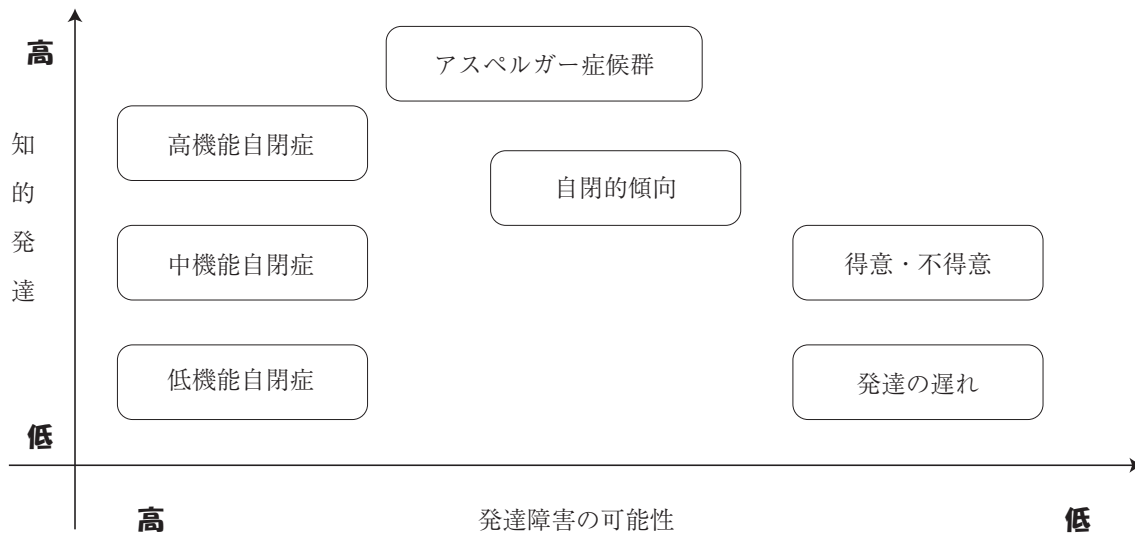 高
アスペルガー症候群
高機能自閉症
知的発達
自閉的傾向
中機能自閉症
得意・不得意
低機能自閉症
発達の遅れ
低
高
発達障害の可能性
低